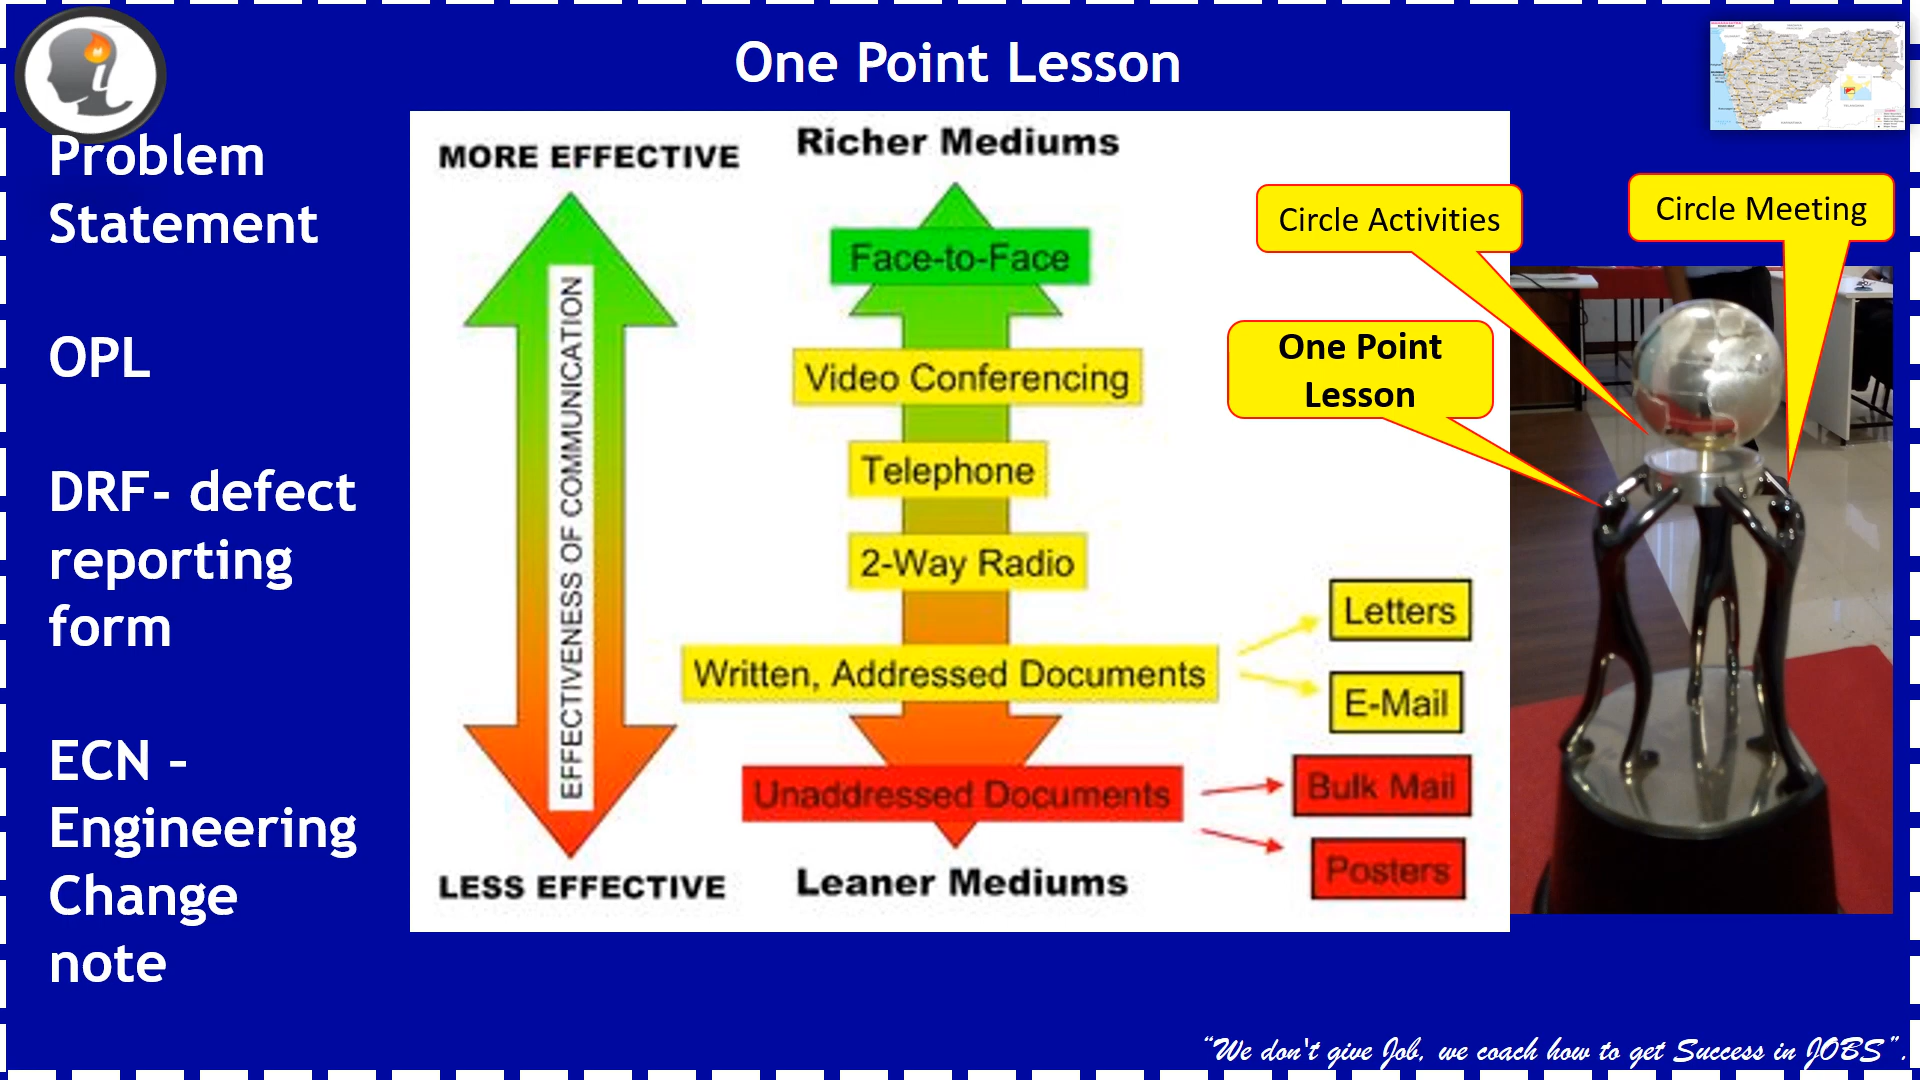 One Point Lesson
Problem
Statement
OPL
DRF- defect
reporting
form
ECN –
Engineering
Change
note
MORE EFFECTIVE
EFFECTIVENESS OF COMMUNICATION
LESS EFFECTIVE
Richer Mediums
Face-to-Face
Video Conferencing
Telephone
2-Way Radio
Written, Addressed Documents
Letters
E-Mail
Unaddressed Documents
Bulk Mail
Posters
Leaner Mediums
Circle Activities
Circle Meeting
One Point
Lesson
“We don't give Job, we coach how to get Success in JOBS”.